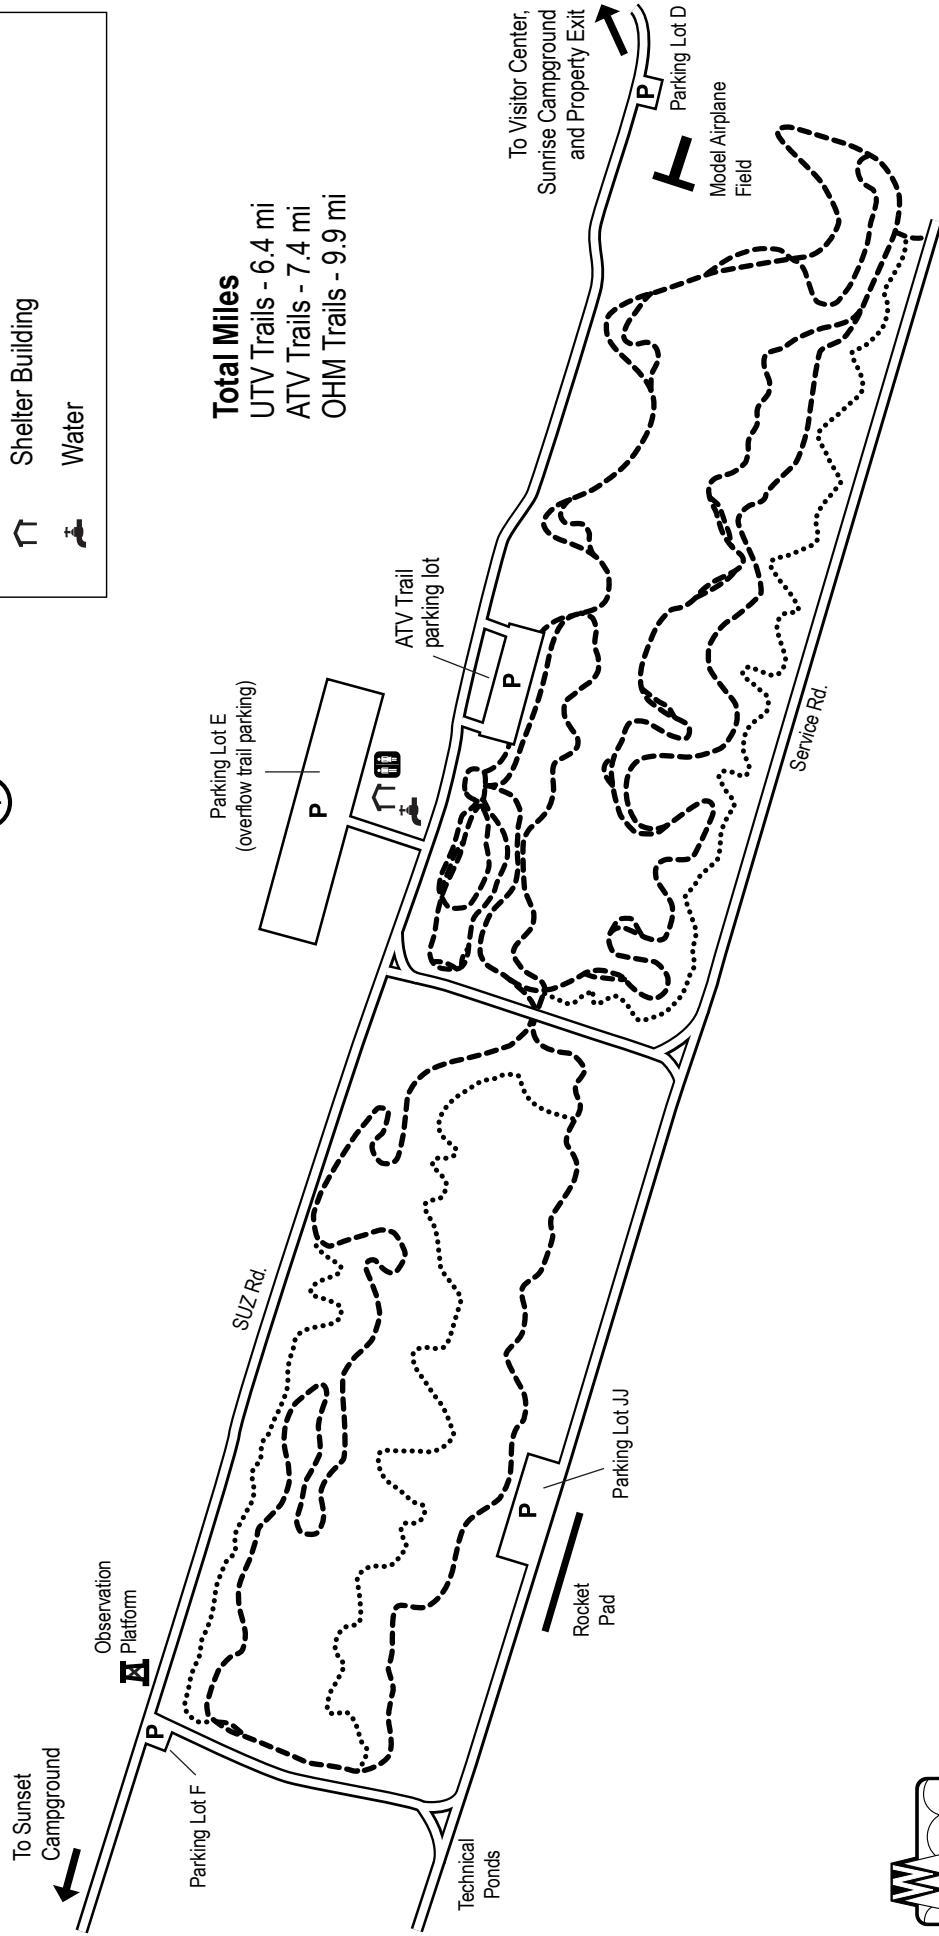 Shelter Building
Water
Total Miles
UTV Trails - 6.4 mi
ATV Trails - 7.4 mi
OHM Trails - 9.9 mi
To Sunset
Campground
Observation
Platform
P
Parking Lot F
SUZ Rd.
Technical
Ponds
Rocket
Pad
P
Parking Lot JJ
Parking Lot E
(overflow trail parking)
P
ATV Trail
parking lot
P
Service Rd.
To Visitor Center,
Sunrise Campground
and Property Exit
P
Parking Lot D
Model Airplane
Field
W